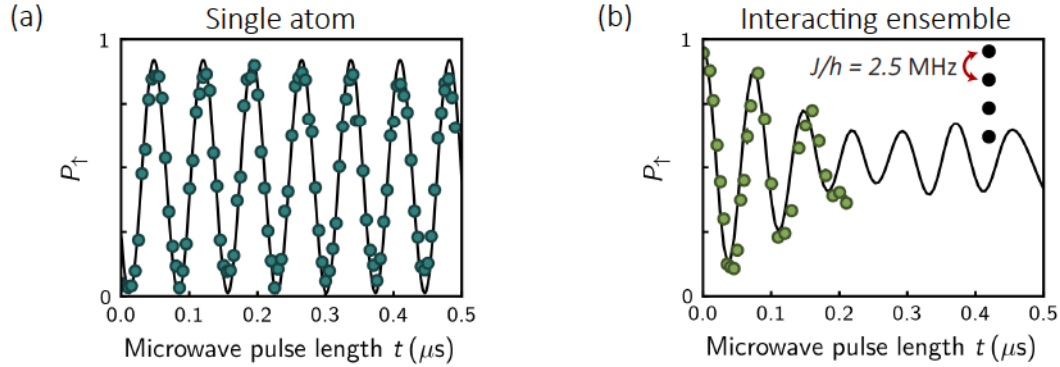 (a)
Single atom
1
P↑
0
0.0 0.1 0.2 0.3 0.4 0.5
Microwave pulse length t (μs)
(b)
Interacting ensemble
1
J/h = 2.5 MHz
P↑
0
0.0 0.1 0.2 0.3 0.4 0.5
Microwave pulse length t (μs)